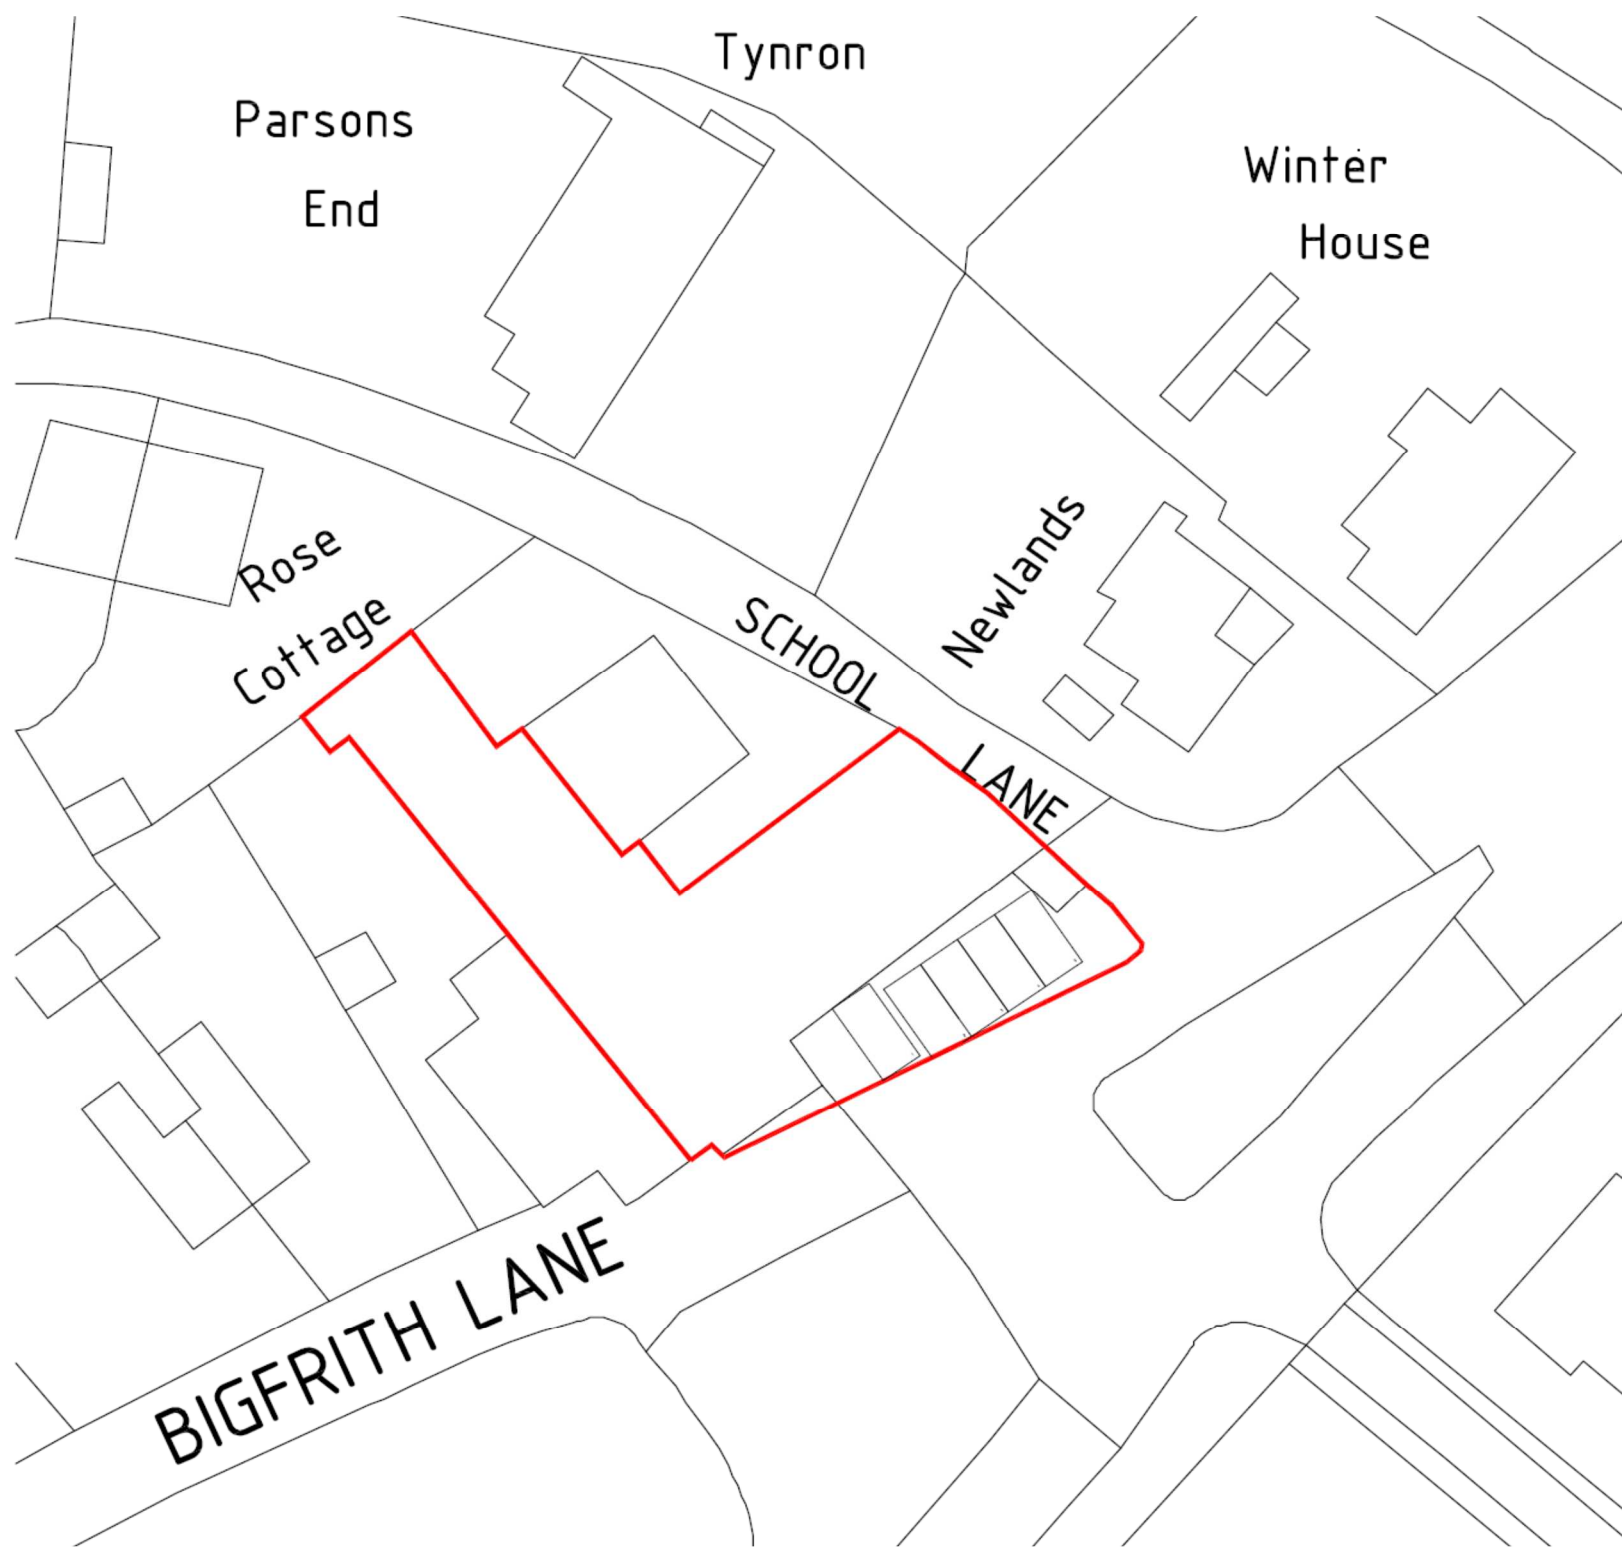 Tynron
Parsons
End
Winter
House
Rose
Cottage
Newlands
SCHOOL
LANE
BIGFRITH LANE